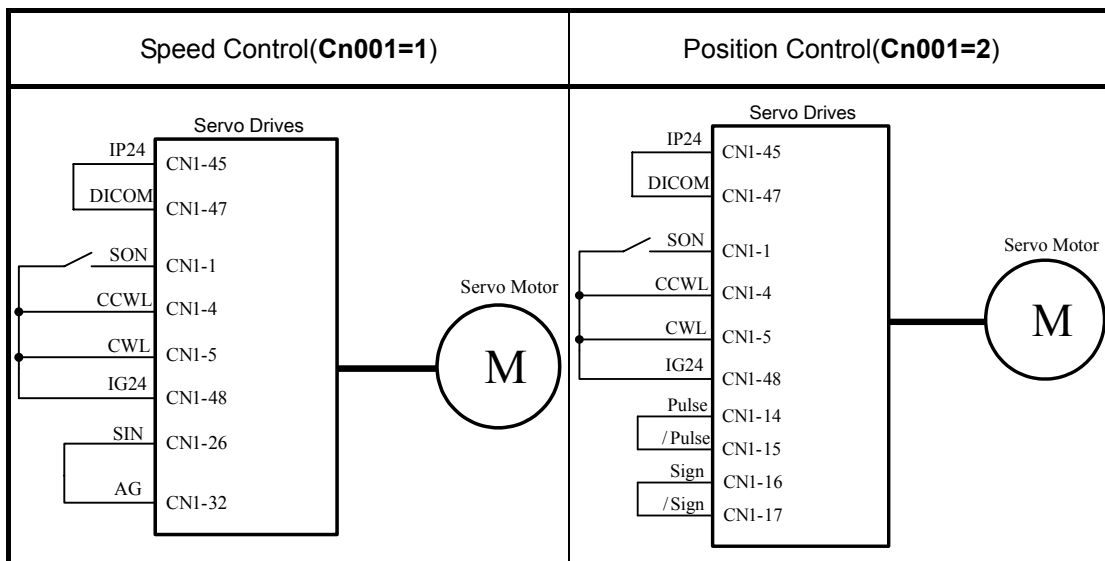 Speed Control(Cn001=1)
Servo Drives
IP24 CN1-45
DICOM CN1-47
SON CN1-1
CCWL CN1-4
CWL CN1-5
IG24 CN1-48
SIN CN1-26
AG CN1-32
Servo Motor
M
Position Control(Cn001=2)
Servo Drives
IP24 CN1-45
DICOM CN1-47
SON CN1-1
CCWL CN1-4
CWL CN1-5
IG24 CN1-48
Pulse CN1-14
/Pulse CN1-15
Sign CN1-16
/Sign CN1-17
Servo Motor
M